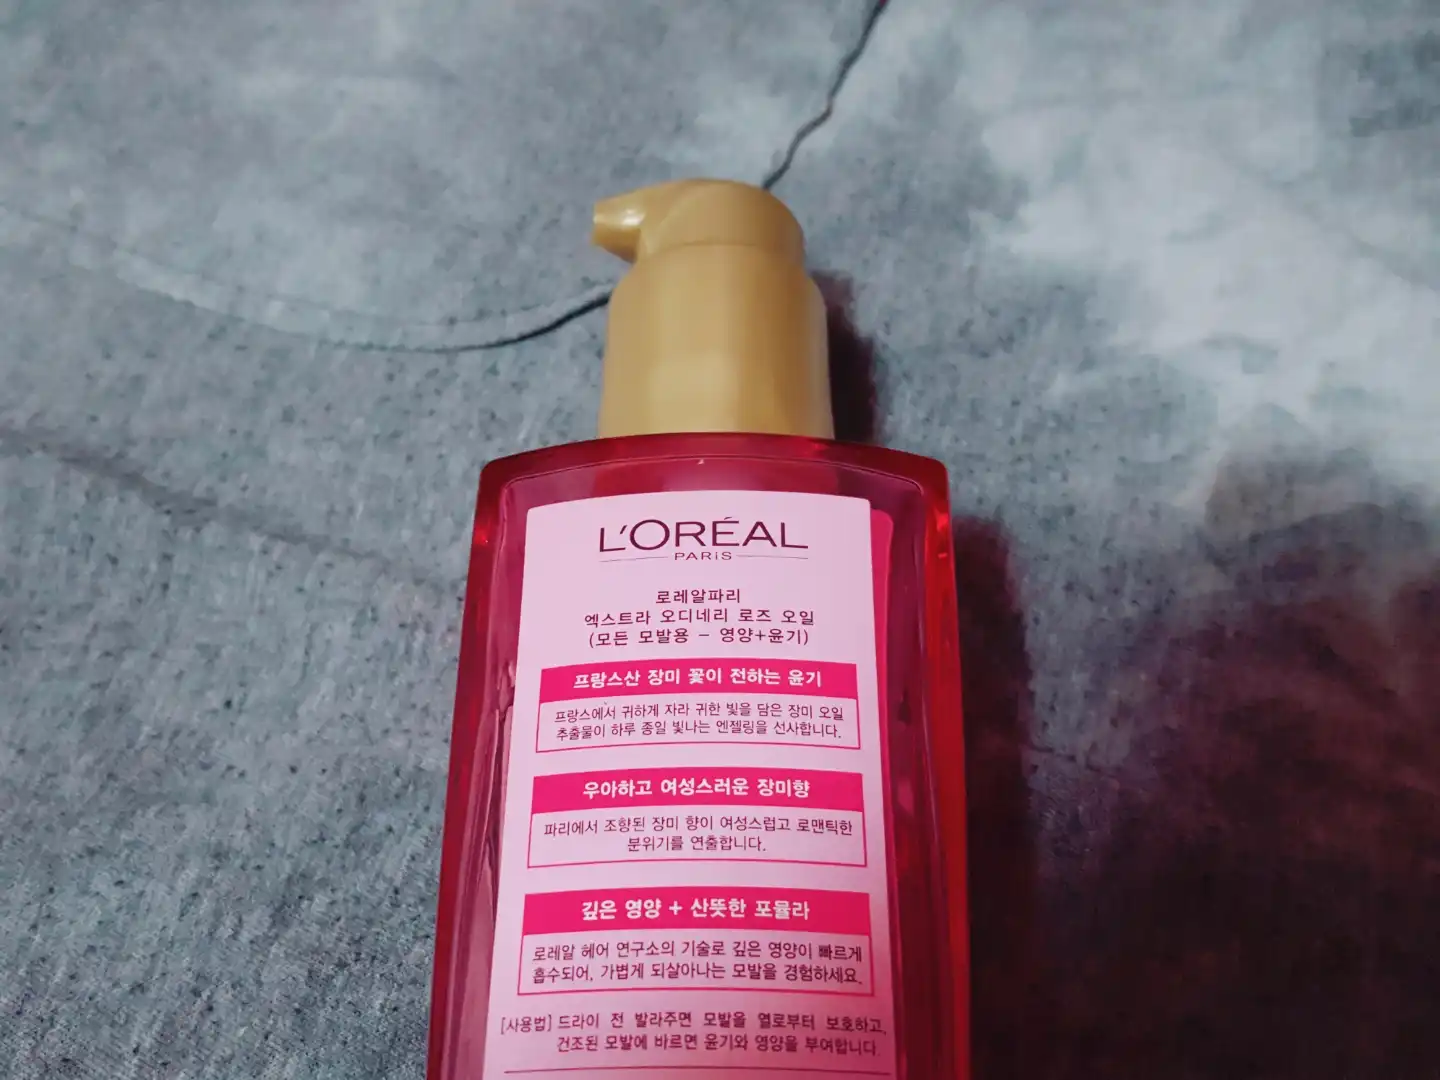 L'ORÉAL
PARIS
로레알파리
엑스트라 오디네리 로즈 오일
(모든 모발용 - 영양+윤기)
프랑스산 장미 꽃이 전하는 윤기
프랑스에서 귀하게 자라 귀한 빛을 담은 장미 오일
추출물이 하루 종일 빛나는 엔젤링을 선사합니다.
우아하고 여성스러운 장미향
파리에서 조향된 장미 향이 여성스럽고 로맨틱한
분위기를 연출합니다.
깊은 영양 + 산뜻한 포뮬라
로레알 헤어 연구소의 기술로 깊은 영양이 빠르게
흡수되어, 가볍게 되살아나는 모발을 경험하세요.
[사용법] 드라이 전 발라주면 모발을 열로부터 보호하고,
건조된 모발에 바르면 윤기와 영양을 부여합니다.